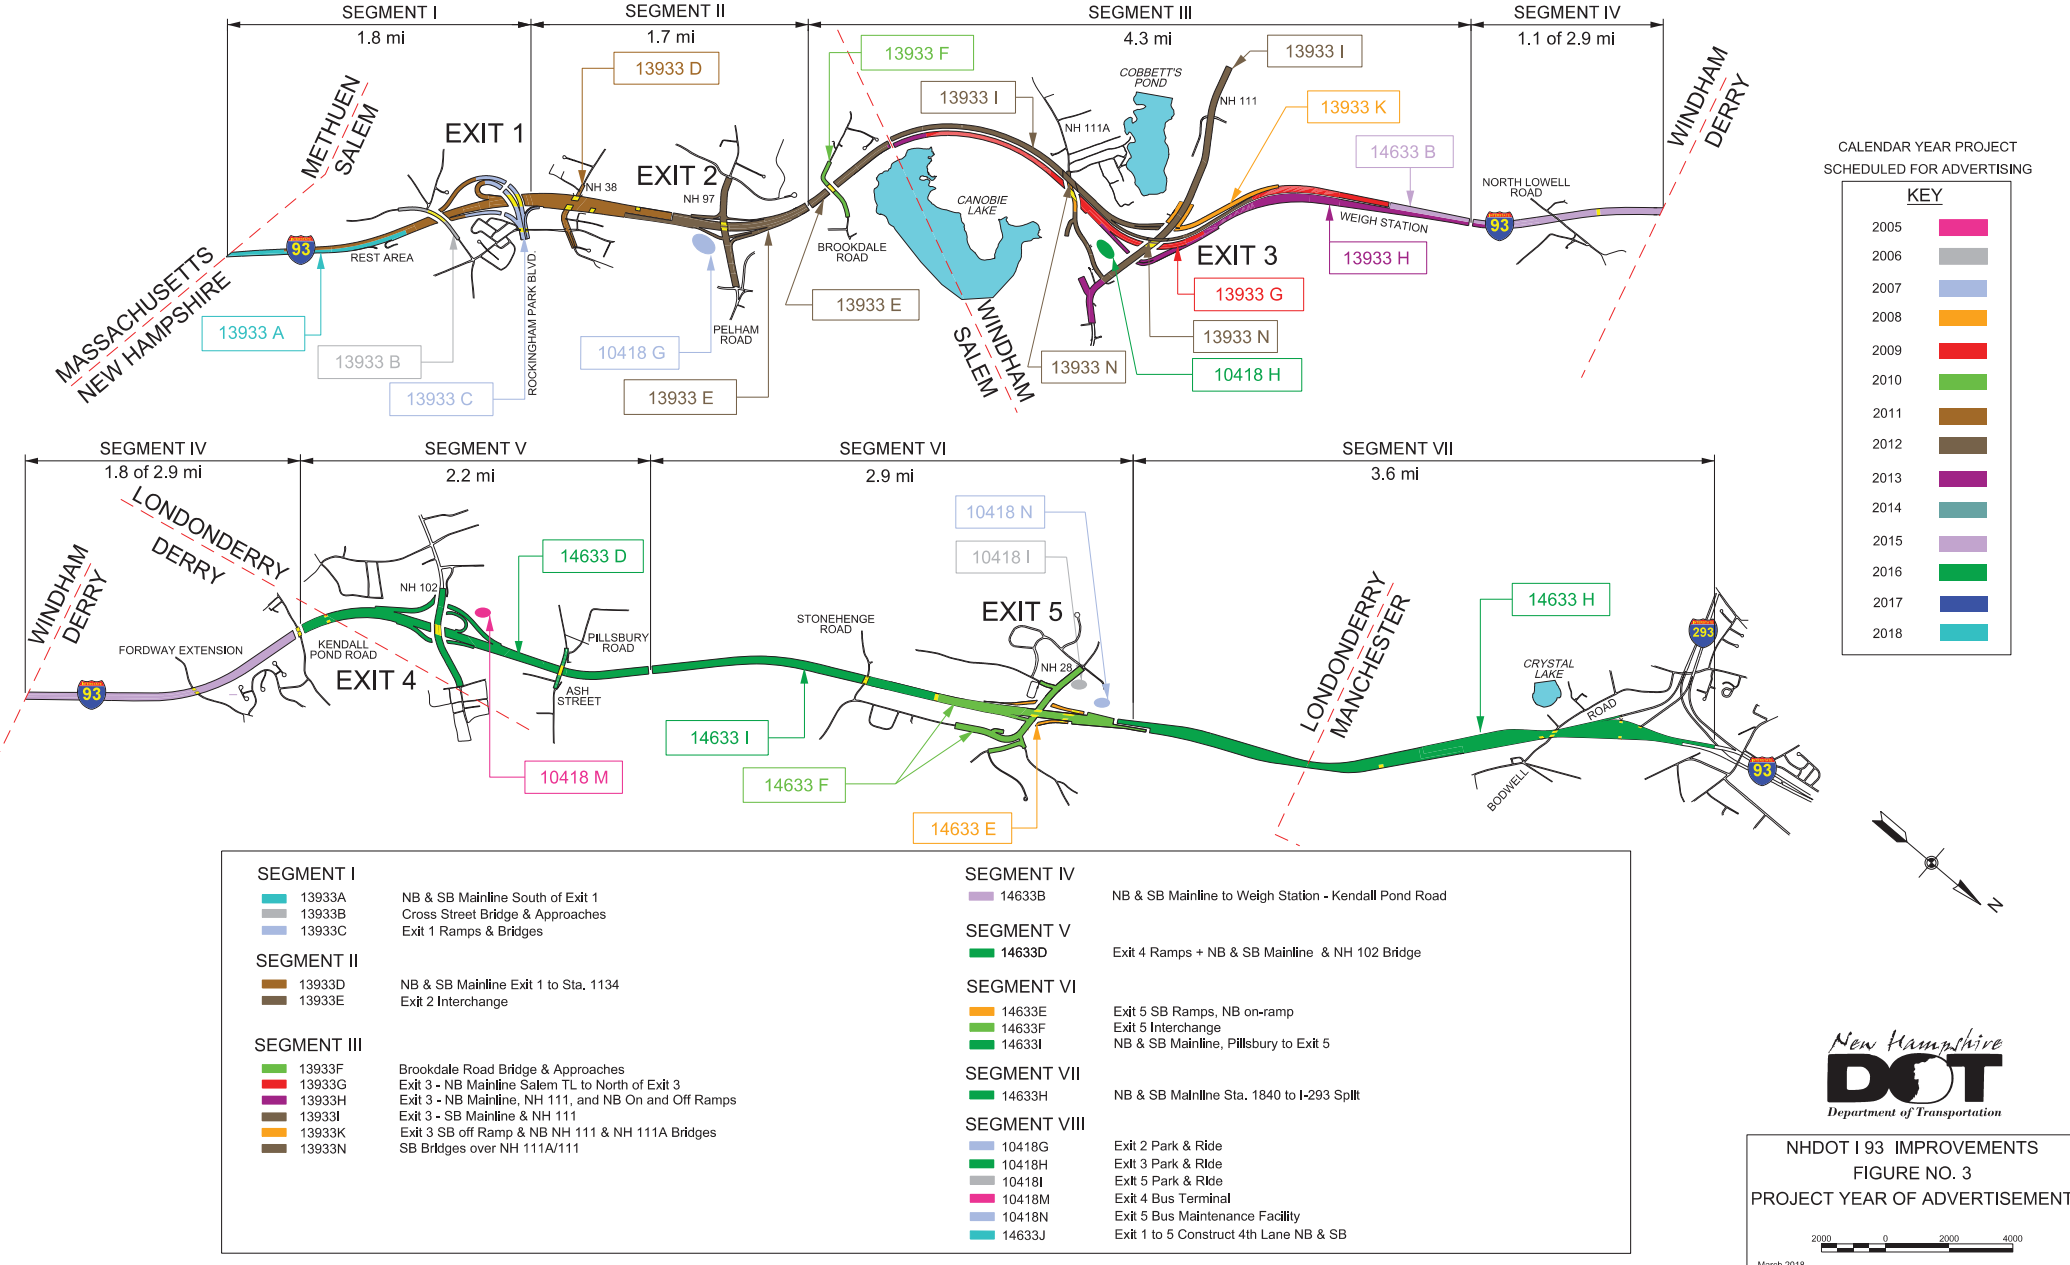 SEGMENT I
1.8 mi
SEGMENT II
1.7 mi
SEGMENT III
4.3 mi
SEGMENT IV
1.1 of 2.9 mi
METHUEN
SALEM
MASSACHUSETTS
NEW HAMPSHIRE
93
REST AREA
EXIT 1
ROCKINGHAM PARK BLVD.
13933 A
13933 B
13933 C
13933 D
NH 38
EXIT 2
NH 97
10418 G
PELHAM
ROAD
13933 E
13933 E
13933 F
BROOKDALE
ROAD
CANOBIE
LAKE
WINDHAM
SALEM
13933 I
NH 111A
COBBETT'S
POND
NH 111
13933 I
13933 K
14633 B
EXIT 3
WEIGH STATION
13933 H
13933 G
13933 N
13933 N
10418 H
93
NORTH LOWELL
ROAD
WINDHAM
DERRY
CALENDAR YEAR PROJECT
SCHEDULED FOR ADVERTISING
KEY
2005
2006
2007
2008
2009
2010
2011
2012
2013
2014
2015
2016
2017
2018
SEGMENT IV
1.8 of 2.9 mi
SEGMENT V
2.2 mi
SEGMENT VI
2.9 mi
SEGMENT VII
3.6 mi
LONDONDERRY
DERRY
WINDHAM
DERRY
93
FORDWAY EXTENSION
KENDALL
POND ROAD
EXIT 4
NH 102
14633 D
10418 M
PILLSBURY
ROAD
ASH
STREET
14633 I
STONEHENGE
ROAD
14633 F
14633 E
10418 N
10418 I
EXIT 5
NH 28
LONDONDERRY
MANCHESTER
14633 H
CRYSTAL
LAKE
BODWELL
ROAD
293
93
N
SEGMENT I
13933A NB & SB Mainline South of Exit 1
13933B Cross Street Bridge & Approaches
13933C Exit 1 Ramps & Bridges
SEGMENT II
13933D NB & SB Mainline Exit 1 to Sta. 1134
13933E Exit 2 Interchange
SEGMENT III
13933F Brookdale Road Bridge & Approaches
13933G Exit 3 - NB Mainline Salem TL to North of Exit 3
13933H Exit 3 - NB Mainline, NH 111, and NB On and Off Ramps
13933I Exit 3 - SB Mainline & NH 111
13933K Exit 3 SB off Ramp & NB NH 111 & NH 111A Bridges
13933N SB Bridges over NH 111A/111
SEGMENT IV
14633B NB & SB Mainline to Weigh Station - Kendall Pond Road
SEGMENT V
14633D Exit 4 Ramps + NB & SB Mainline & NH 102 Bridge
SEGMENT VI
14633E Exit 5 SB Ramps, NB on-ramp
14633F Exit 5 Interchange
14633I NB & SB Mainline, Pillsbury to Exit 5
SEGMENT VII
14633H NB & SB Mainline Sta. 1840 to I-293 Split
SEGMENT VIII
10418G Exit 2 Park & Ride
10418H Exit 3 Park & Ride
10418I Exit 5 Park & Ride
10418M Exit 4 Bus Terminal
10418N Exit 5 Bus Maintenance Facility
14633J Exit 1 to 5 Construct 4th Lane NB & SB
New Hampshire
DOT
Department of Transportation
NHDOT I 93 IMPROVEMENTS
FIGURE NO. 3
PROJECT YEAR OF ADVERTISEMENT
2000 0 2000 4000
March 2018